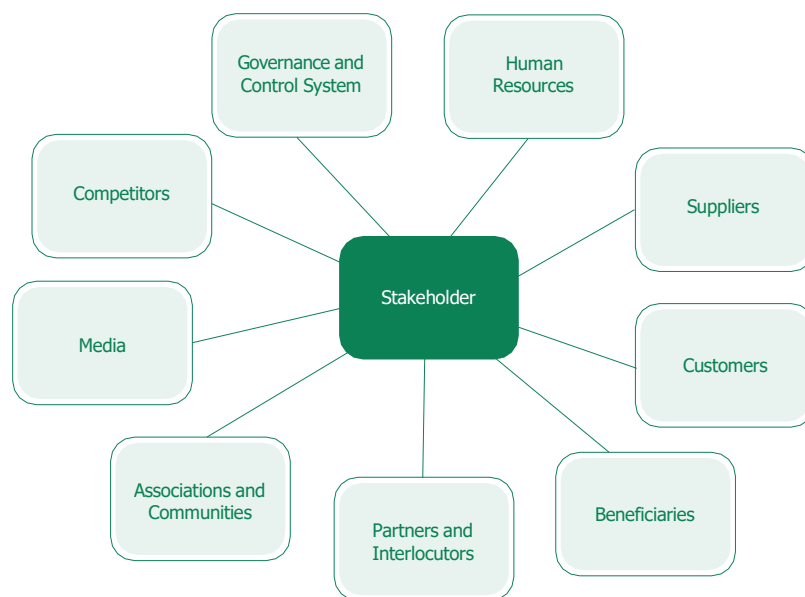 Governance and
Control System
Human
Resources
Competitors
Suppliers
Stakeholder
Media
Customers
Associations and
Communities
Partners and
Interlocutors
Beneficiaries